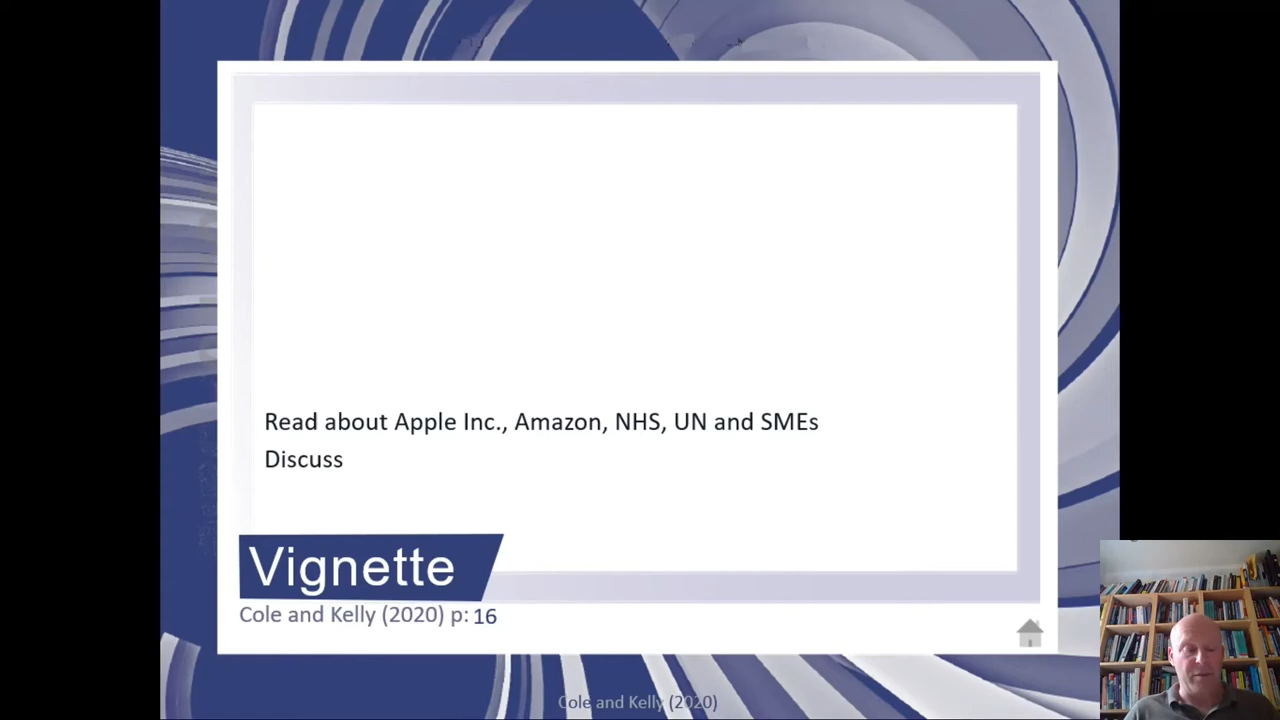 Read about Apple Inc., Amazon, NHS, UN and SMEs
Discuss
Vignette
Cole and Kelly (2020) p: 16
Cole and Kelly (2020)